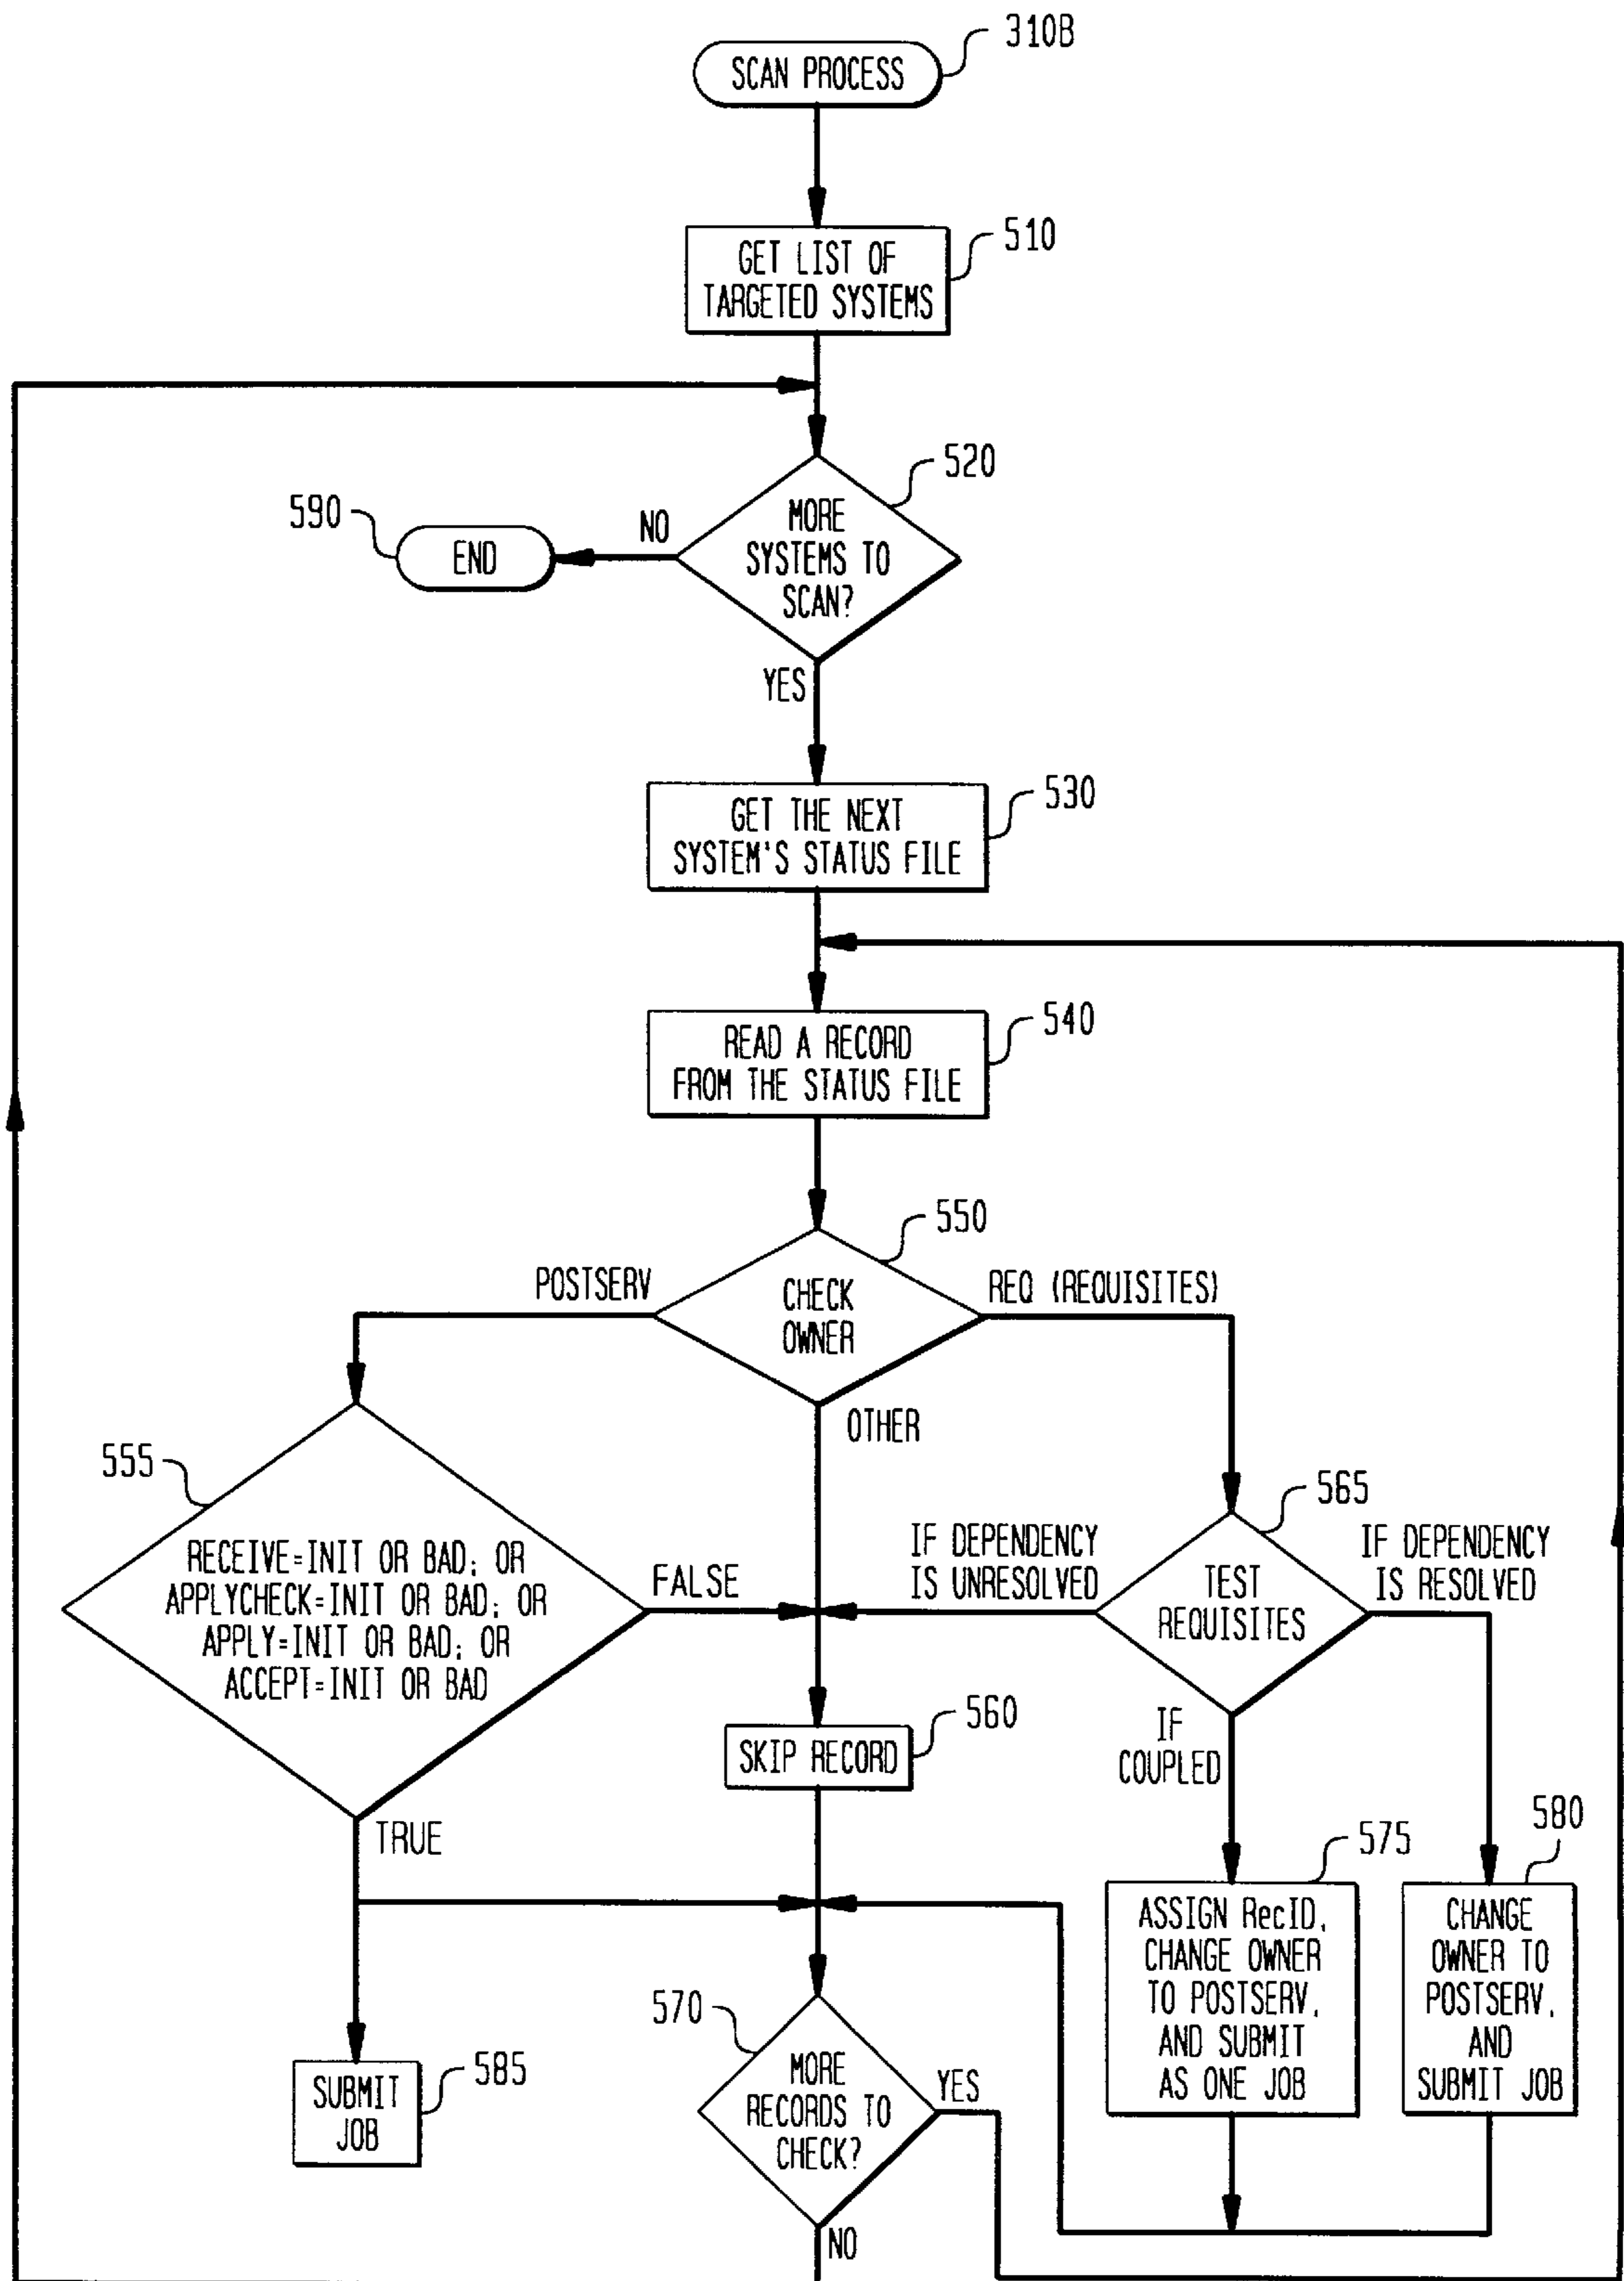 310B
SCAN PROCESS
510
GET LIST OF
TARGETED SYSTEMS
520
590
NO
MORE
SYSTEMS TO
SCAN?
END
YES
530
GET THE NEXT
SYSTEM'S STATUS FILE
540
READ A RECORD
FROM THE STATUS FILE
550
POSTSERV
REQ (REQUISITES)
CHECK
OWNER
OTHER
555
565
RECEIVE=INIT OR BAD; OR
APPLYCHECK=INIT OR BAD; OR
APPLY=INIT OR BAD; OR
ACCEPT=INIT OR BAD
FALSE
IF DEPENDENCY
IS UNRESOLVED
TEST
REQUISITES
IF DEPENDENCY
IS RESOLVED
560
SKIP RECORD
IF
COUPLED
TRUE
575
580
ASSIGN RecID,
CHANGE OWNER
TO POSTSERV,
AND SUBMIT
AS ONE JOB
CHANGE
OWNER TO
POSTSERV,
AND
SUBMIT JOB
570
585
SUBMIT
JOB
MORE
RECORDS TO
CHECK?
YES
NO